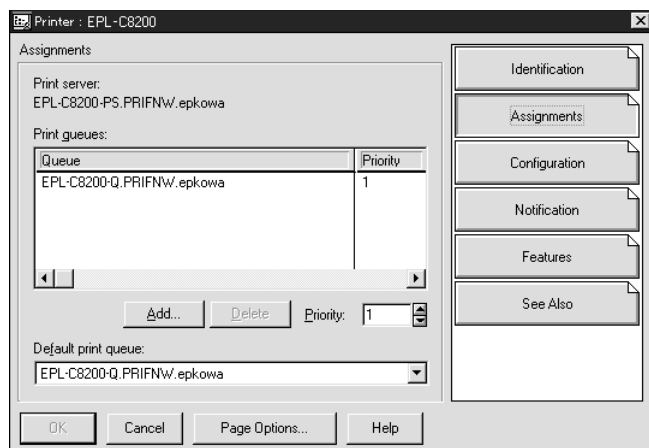 Printer : EPL-C8200
Assignments
Print server:
EPL-C8200-PS.PRIFNW.epkowa
Print queues:
Queue Priority
EPL-C8200-Q.PRIFNW.epkowa 1
Add... Delete Priority: 1
Default print queue:
EPL-C8200-Q.PRIFNW.epkowa
OK Cancel Page Options... Help
Identification
Assignments
Configuration
Notification
Features
See Also